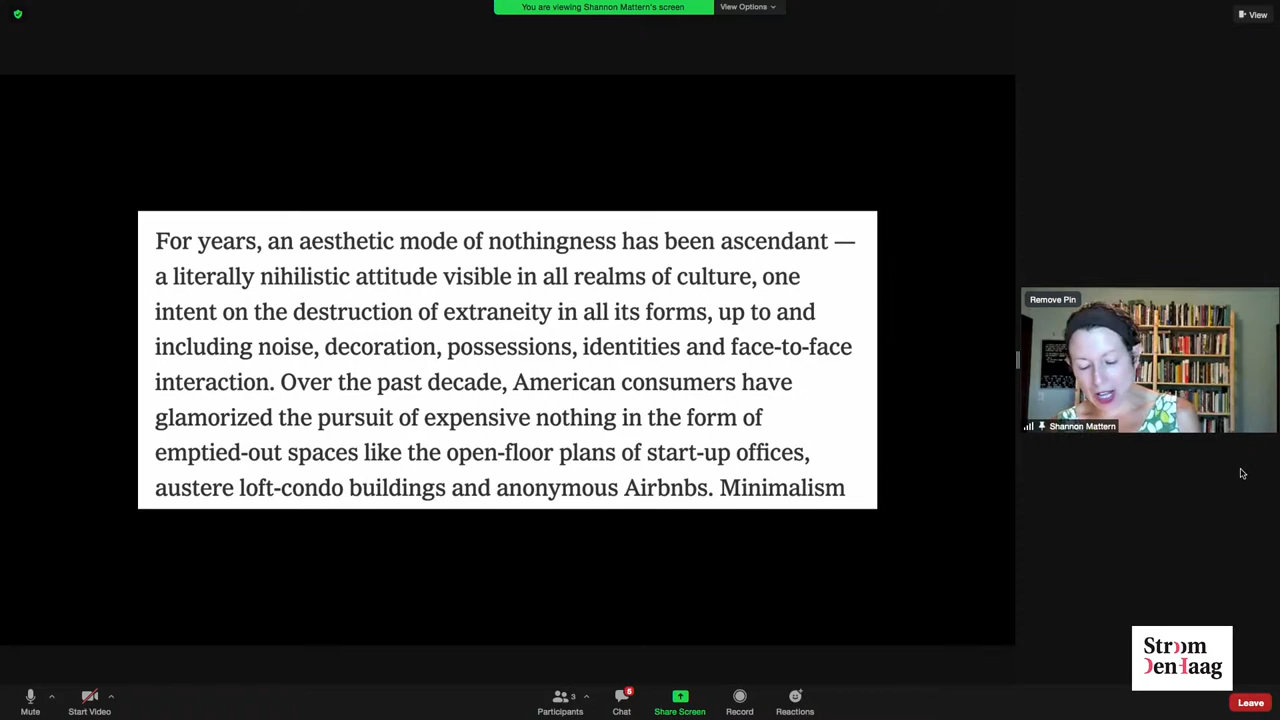 You are viewing Shannon Mattern's screen
View Options
View
For years, an aesthetic mode of nothingness has been ascendant —
a literally nihilistic attitude visible in all realms of culture, one
intent on the destruction of extraneity in all its forms, up to and
including noise, decoration, possessions, identities and face-to-face
interaction. Over the past decade, American consumers have
glamorized the pursuit of expensive nothing in the form of
emptied-out spaces like the open-floor plans of start-up offices,
austere loft-condo buildings and anonymous Airbnbs. Minimalism
Remove Pin
Shannon Mattern
Stroom
Den Haag
Mute
Start Video
3
Participants
5
Chat
Share Screen
Record
Reactions
Leave